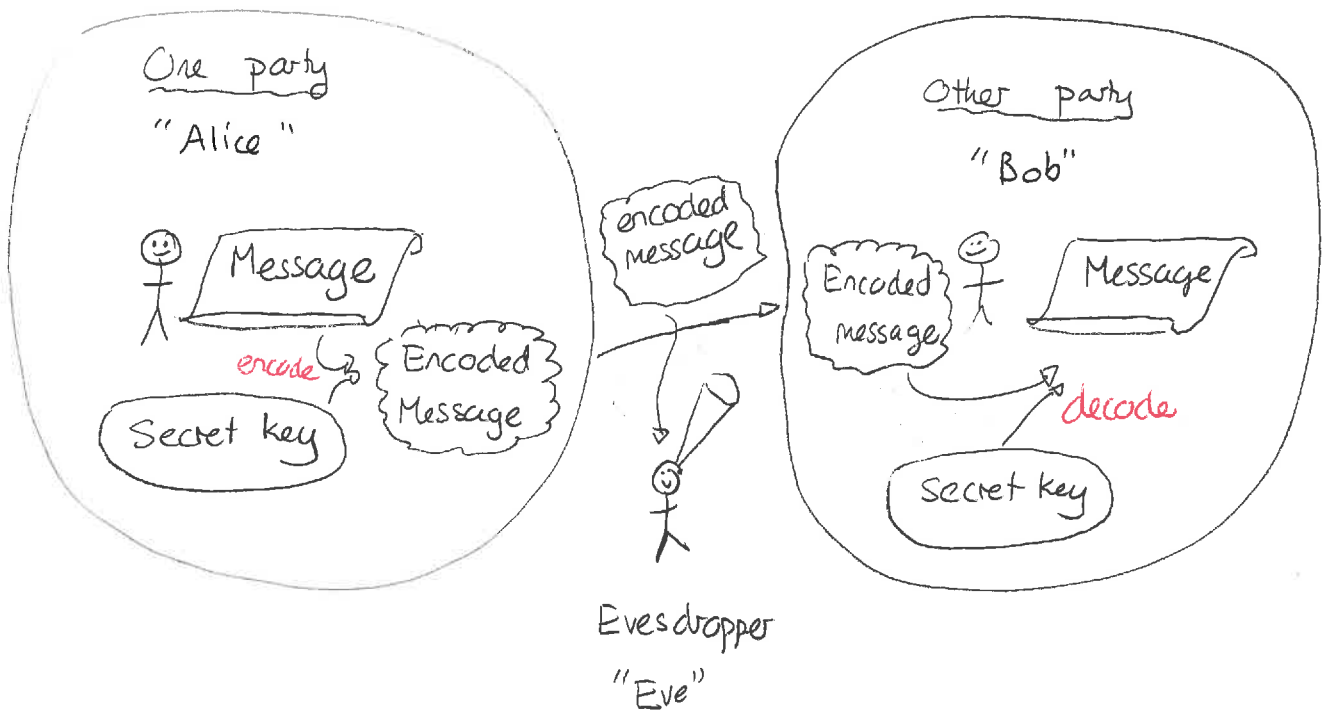 One party
"Alice"
Message
encode
Encoded
Message
Secret key
encoded
message
Evesdropper
"Eve"
Other party
"Bob"
Encoded
message
Message
decode
Secret key